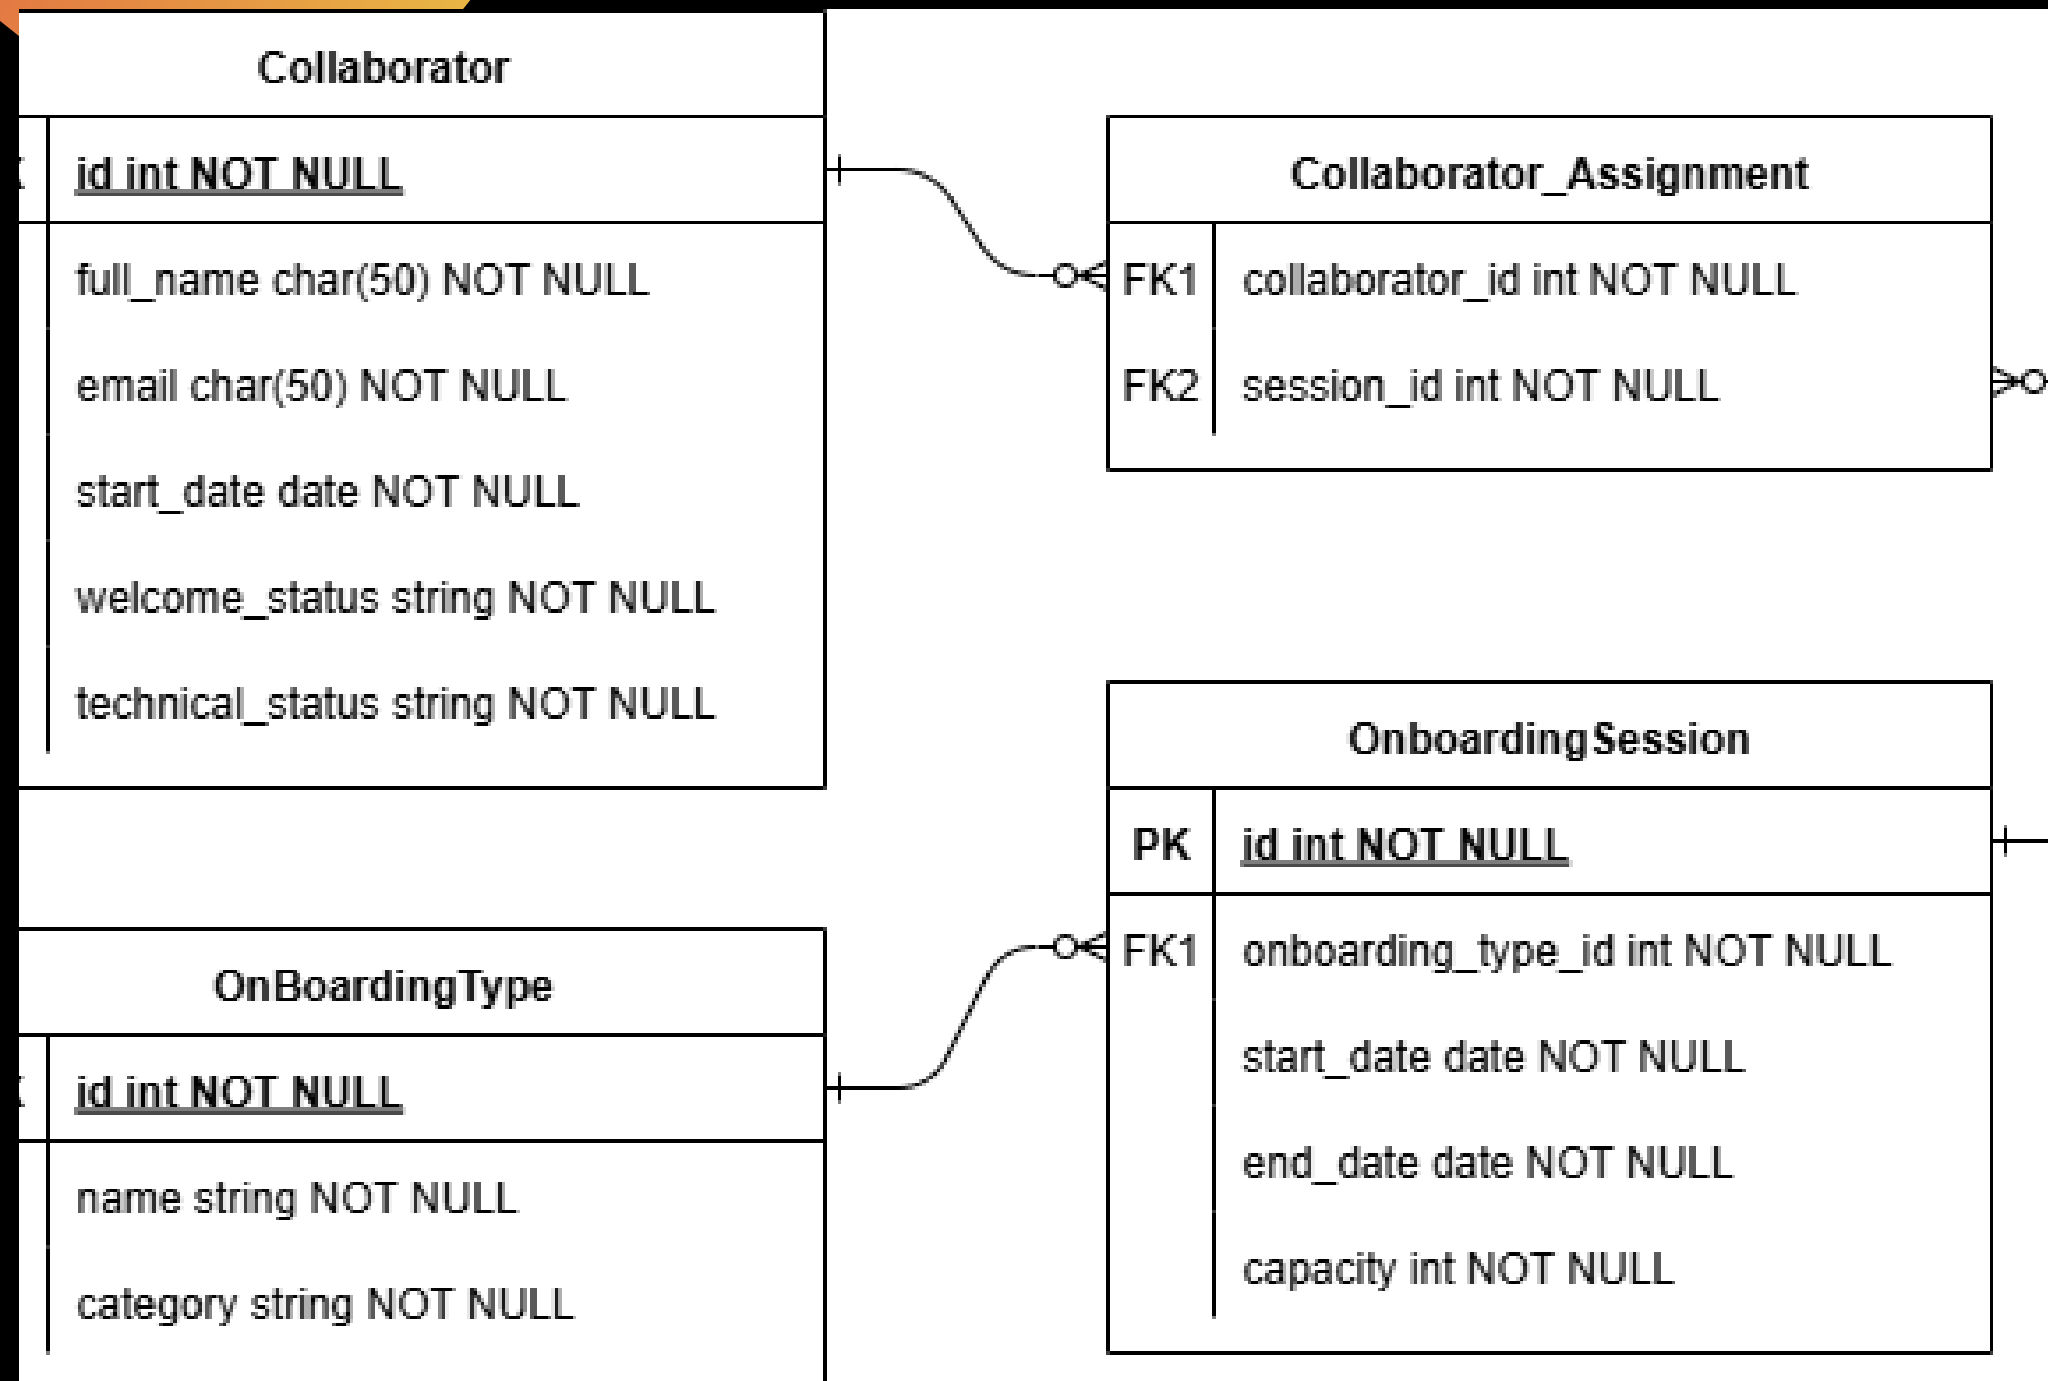 Collaborator
id int NOT NULL
full_name char(50) NOT NULL
email char(50) NOT NULL
start_date date NOT NULL
welcome_status string NOT NULL
technical_status string NOT NULL
Collaborator_Assignment
FK1 collaborator_id int NOT NULL
FK2 session_id int NOT NULL
OnBoardingType
id int NOT NULL
name string NOT NULL
category string NOT NULL
OnboardingSession
PK id int NOT NULL
FK1 onboarding_type_id int NOT NULL
start_date date NOT NULL
end_date date NOT NULL
capacity int NOT NULL